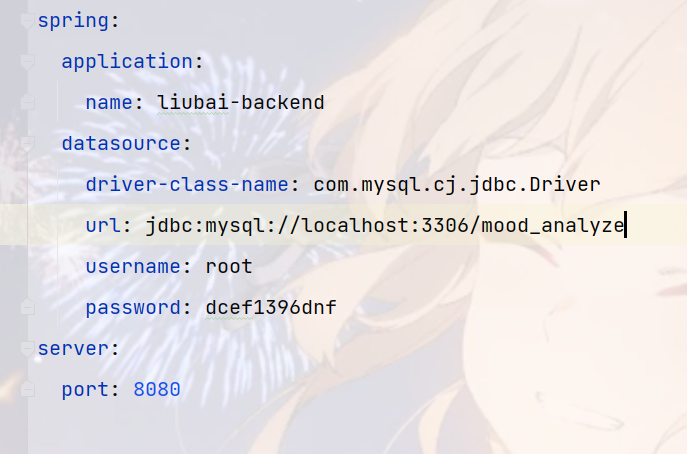 spring:
  application:
    name: liubai-backend
  datasource:
    driver-class-name: com.mysql.cj.jdbc.Driver
    url: jdbc:mysql://localhost:3306/mood_analyze
    username: root
    password: dcef1396dnf
server:
  port: 8080